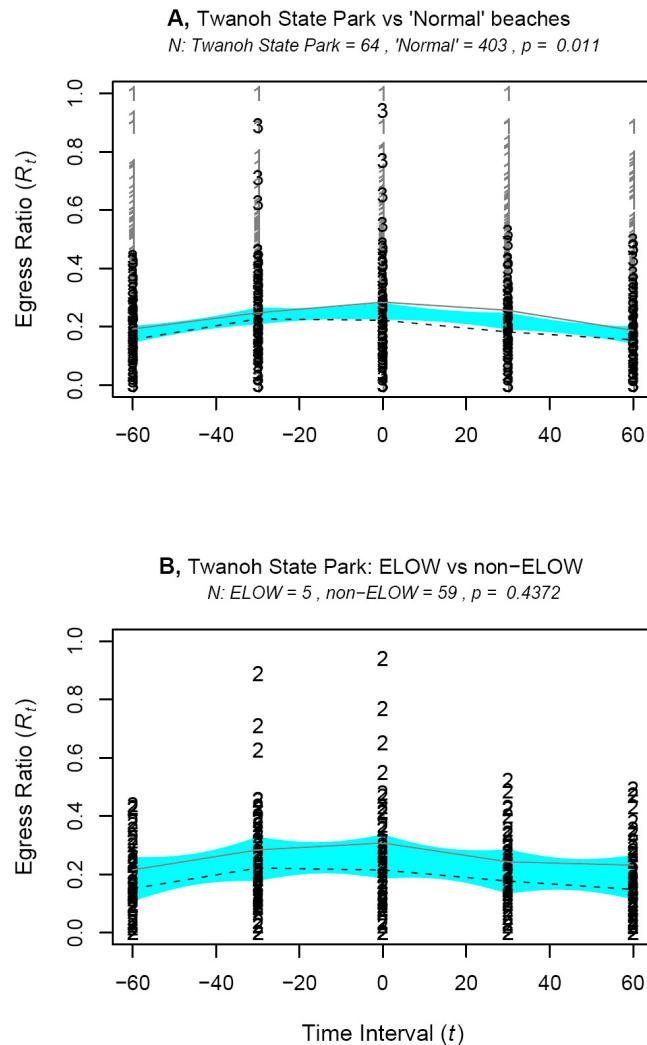 A, Twanoh State Park vs 'Normal' beaches
N: Twanoh State Park = 64 , 'Normal' = 403 , p = 0.011
Egress Ratio (Rt)
1.0
0.8
0.6
0.4
0.2
0.0
−60 −40 −20 0 20 40 60
B, Twanoh State Park: ELOW vs non−ELOW
N: ELOW = 5 , non−ELOW = 59 , p = 0.4372
Egress Ratio (Rt)
1.0
0.8
0.6
0.4
0.2
0.0
−60 −40 −20 0 20 40 60
Time Interval (t)